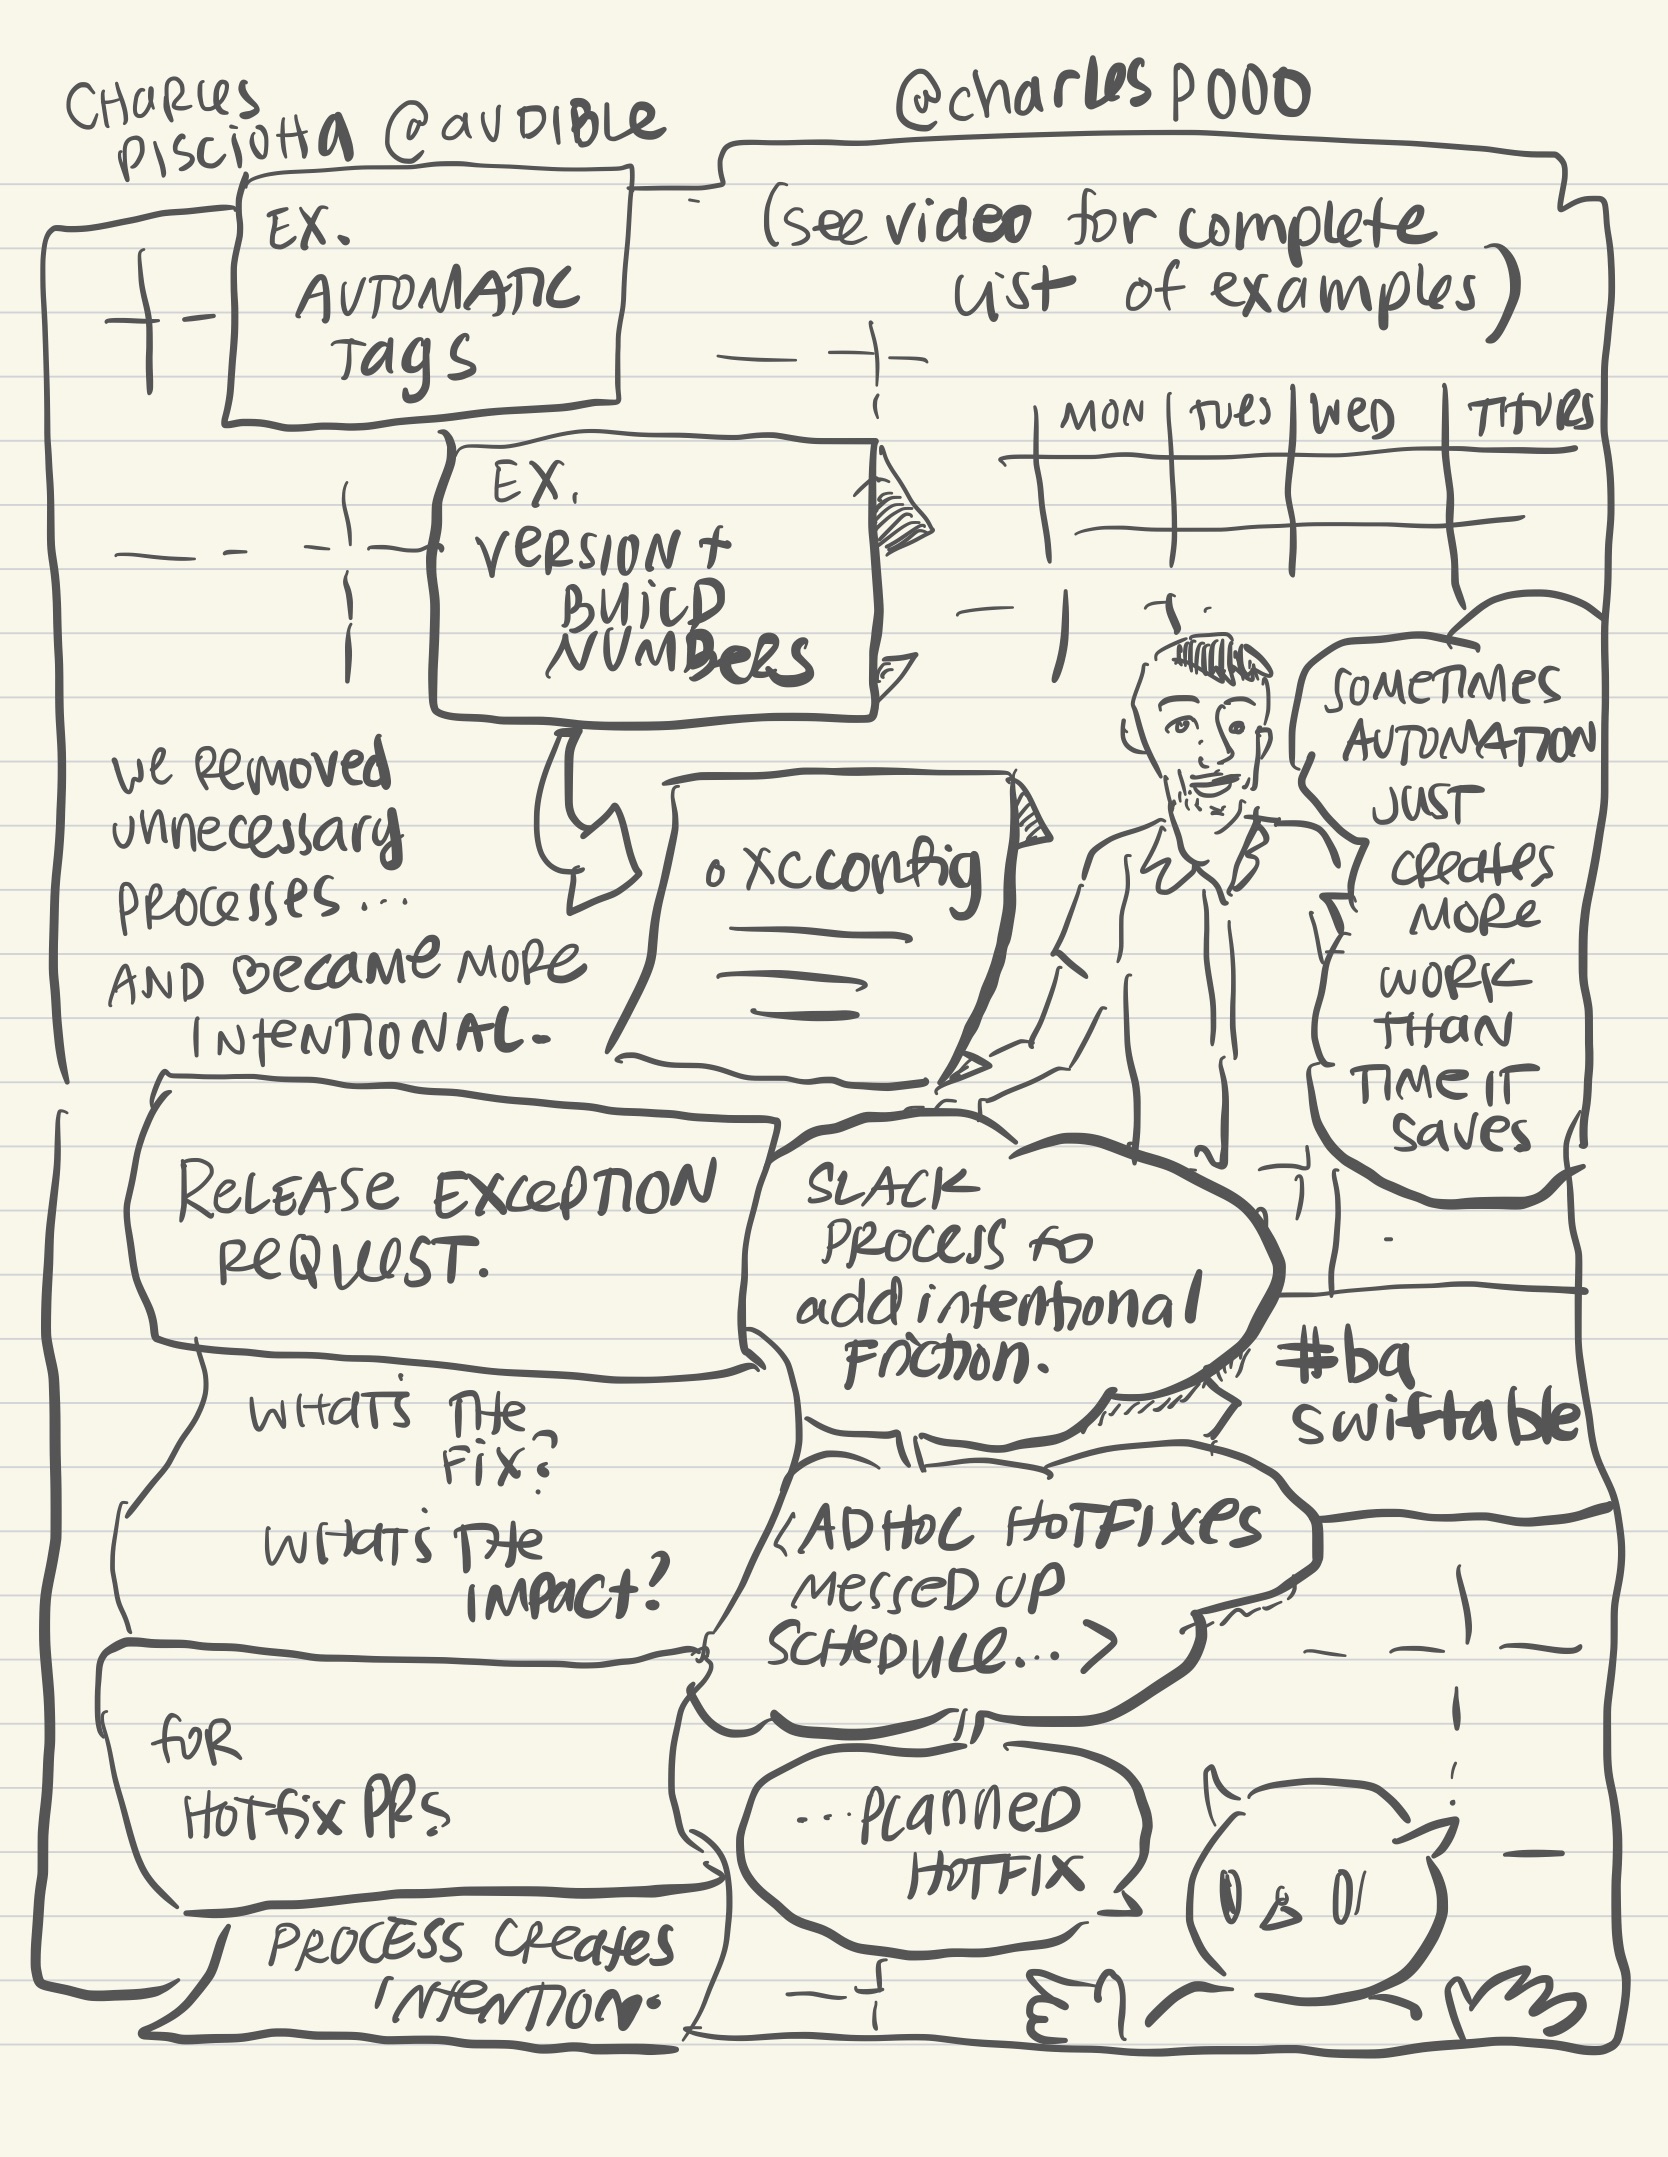 CHARLES
PISCIOTTA @AUDIBLE
@charlespooo
EX.
AUTOMATIC
TAGS
(see video for complete
list of examples)
MON TUES WED THURS
EX.
VERSION +
BUILD
NUMBERS
WE REMOVED
UNNECESSARY
PROCESSES...
AND BECAME MORE
INTENTIONAL.
. XCCONFIG
SOMETIMES
AUTOMATION
JUST
CREATES
MORE
WORK
THAN
TIME IT
SAVES
RELEASE EXCEPTION
REQUEST.
SLACK
PROCESS TO
add intentional
FRICTION.
#ba
swiftable
WHAT'S THE
FIX?
WHAT'S THE
IMPACT?
<ADHOC HOTFIXES
MESSED UP
SCHEDULE...>
FOR
HOTFIX PRS
...PLANNED
HOTFIX
PROCESS CREATES
INTENTION.